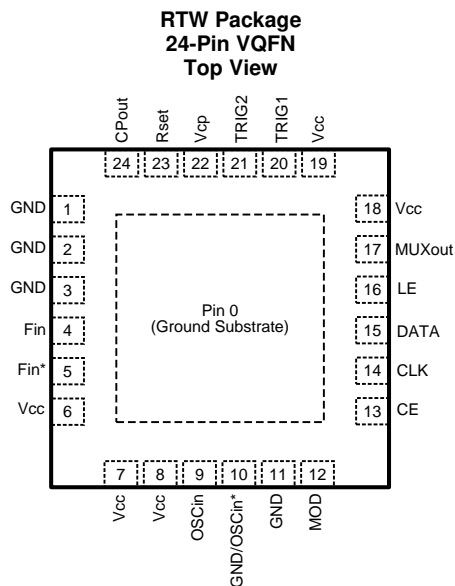 RTW Package
24-Pin VQFN
Top View
CPout
Rset
Vcp
TRIG2
TRIG1
Vcc
24 23 22 21 20 19
GND 1
GND 2
GND 3
Fin 4
Fin* 5
Vcc 6
Pin 0
(Ground Substrate)
18 Vcc
17 MUXout
16 LE
15 DATA
14 CLK
13 CE
7 8 9 10 11 12
Vcc
Vcc
OSCin
GND/OSCin*
GND
MOD